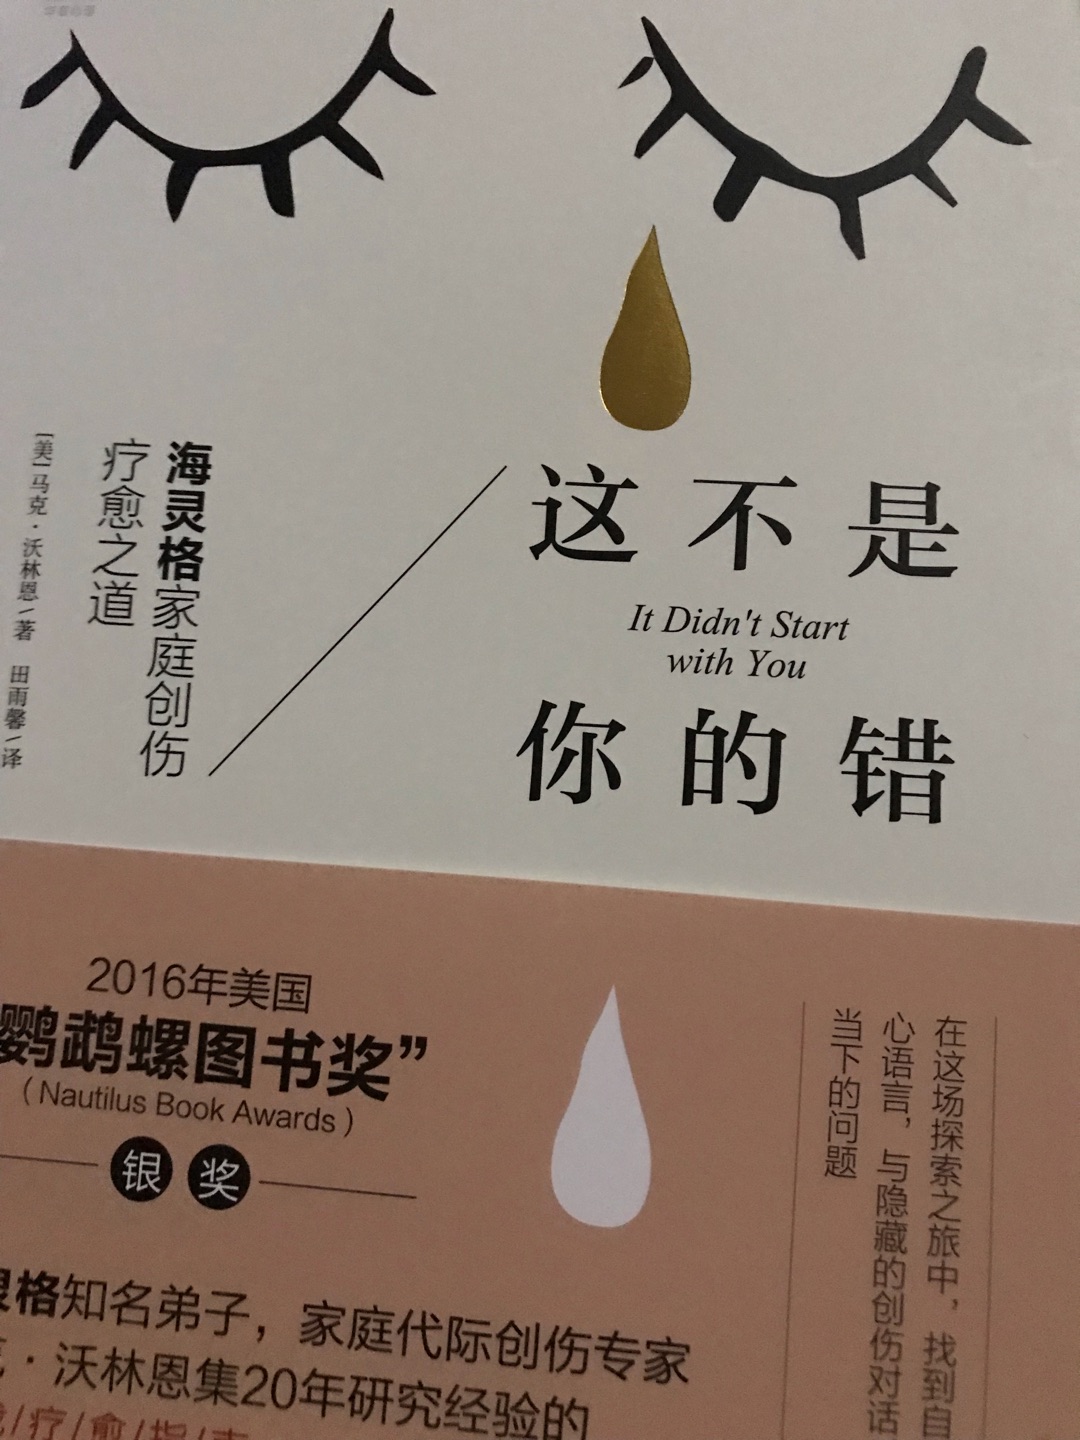 这不是
It Didn't Start
with You
你的错
海灵格家庭创伤
疗愈之道
[美]马克·沃林恩/著 田雨馨/译
2016年美国
鹦鹉螺图书奖”
(Nautilus Book Awards)
银奖
在这场探索之旅中，找到自
心语言，与隐藏的创伤对话
当下的问题
格知名弟子，家庭代际创伤专家
·沃林恩集20年研究经验的
/疗/愈/指/南